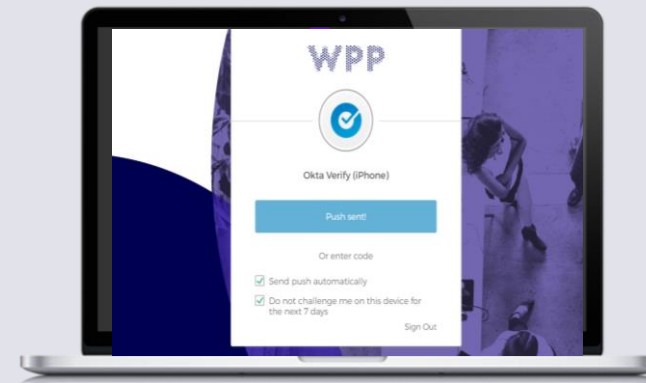 WPP
Okta Verify (iPhone)
Push sent!
Or enter code
Send push automatically
Do not challenge me on this device for
the next 7 days
Sign Out